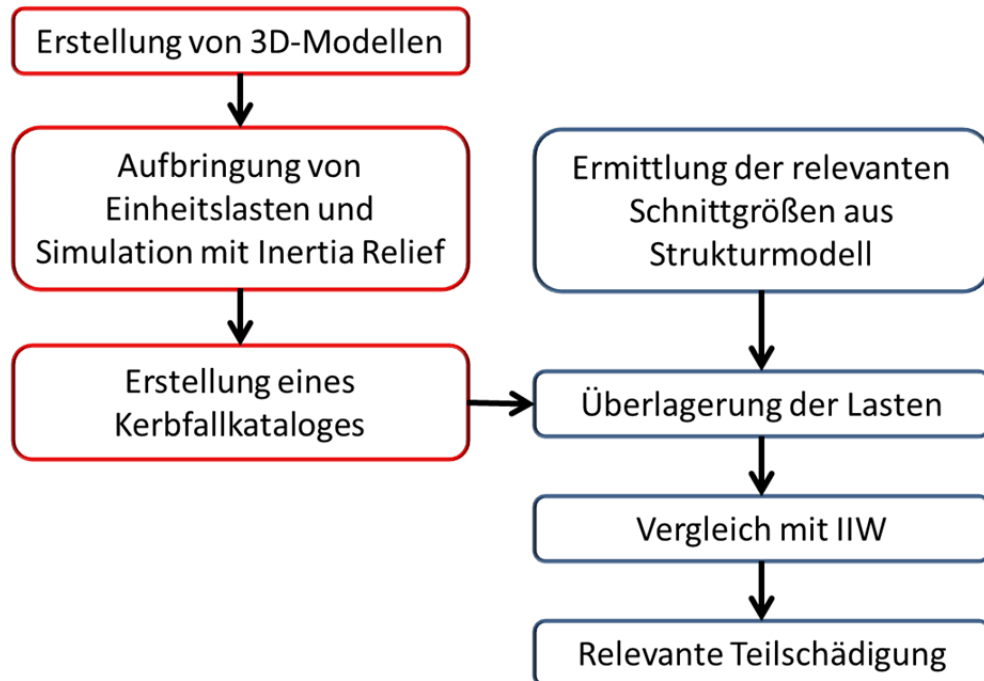 Erstellung von 3D-Modellen
Aufbringung von
Einheitslasten und
Simulation mit Inertia Relief
Erstellung eines
Kerbfallkataloges
Ermittlung der relevanten
Schnittgrößen aus
Strukturmodell
Überlagerung der Lasten
Vergleich mit IIW
Relevante Teilschädigung